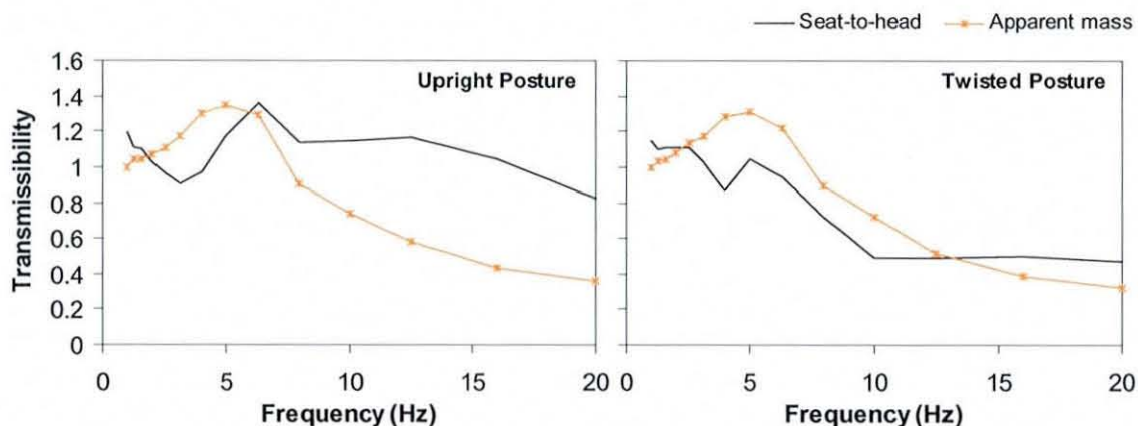 Seat-to-head Apparent mass
Upright Posture
Twisted Posture
Transmissibility
1.6
1.4
1.2
1
0.8
0.6
0.4
0.2
0
0 5 10 15 20
0 5 10 15 20
Frequency (Hz)
Frequency (Hz)